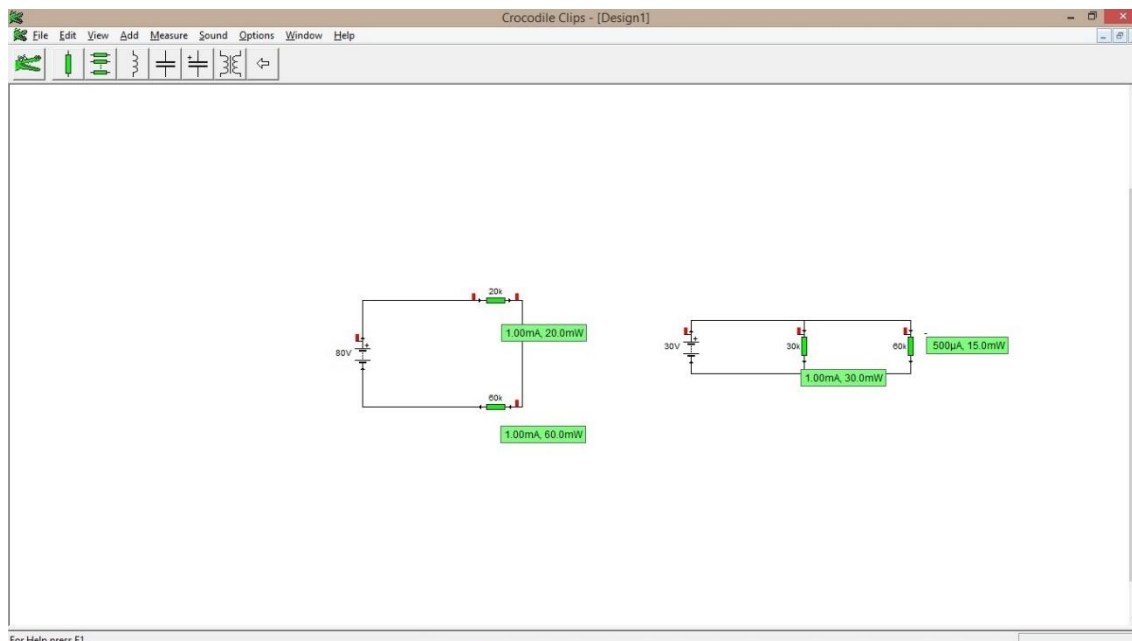 Crocodile Clips - [Design1]
File Edit View Add Measure Sound Options Window Help
20k
1.00mA, 20.0mW
80V
60k
1.00mA, 60.0mW
30V
30k
60k
500µA, 15.0mW
1.00mA, 30.0mW
For Help press F1